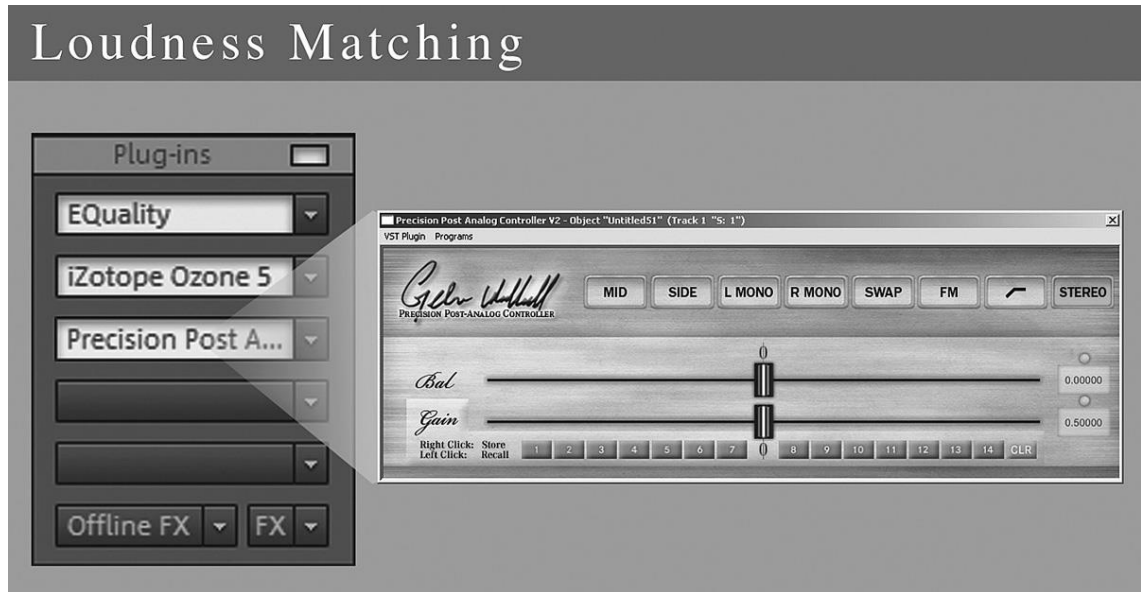 Loudness Matching
Plug-ins
EQuality
iZotope Ozone 5
Precision Post A...
Offline FX FX
Precision Post Analog Controller V2 - Object "Untitled51" (Track 1 "S: 1")
VST Plugin Programs
PRECISION POST-ANALOG CONTROLLER
MID SIDE L MONO R MONO SWAP FM STEREO
0
Bal 0.00000
Gain 0.50000
Right Click: Store
Left Click: Recall
1 2 3 4 5 6 7 0 8 9 10 11 12 13 14 CLR